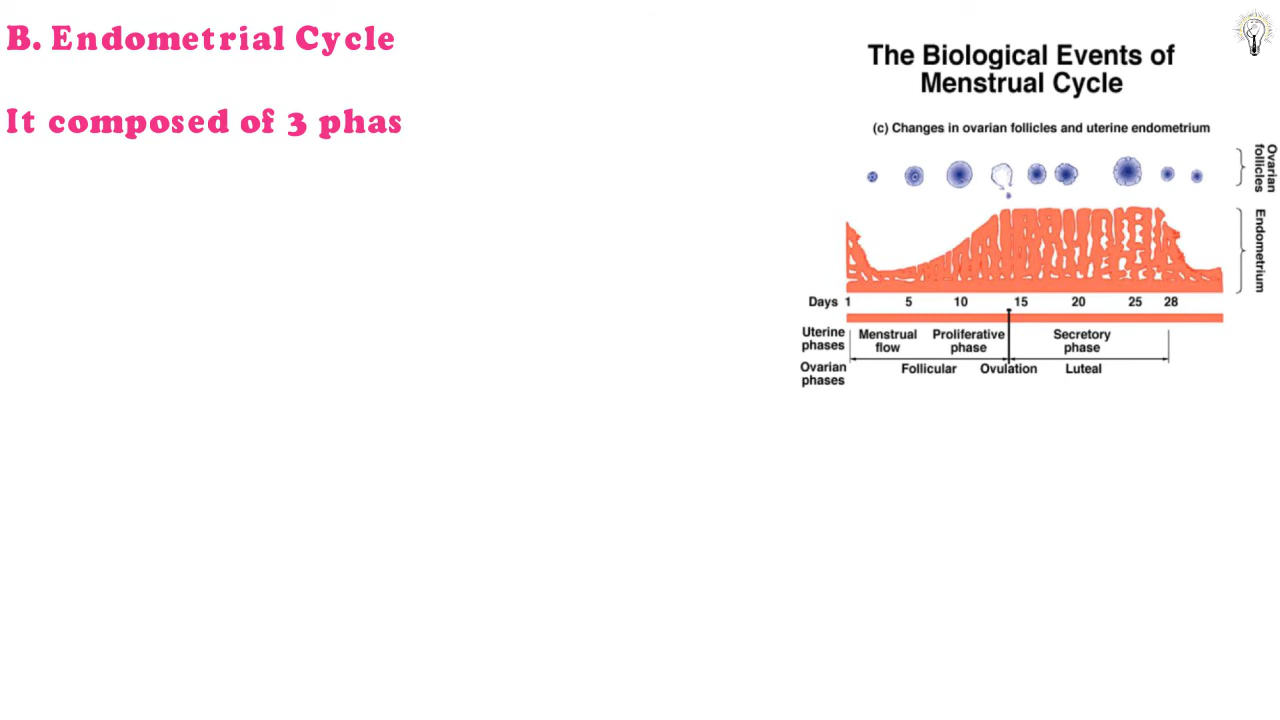 B. Endometrial Cycle
It composed of 3 phas
The Biological Events of
Menstrual Cycle
(c) Changes in ovarian follicles and uterine endometrium
Ovarian
follicles
Endometrium
Days 1 5 10 15 20 25 28
Uterine
phases
Menstrual
flow
Proliferative
phase
Secretory
phase
Ovarian
phases
Follicular Ovulation Luteal